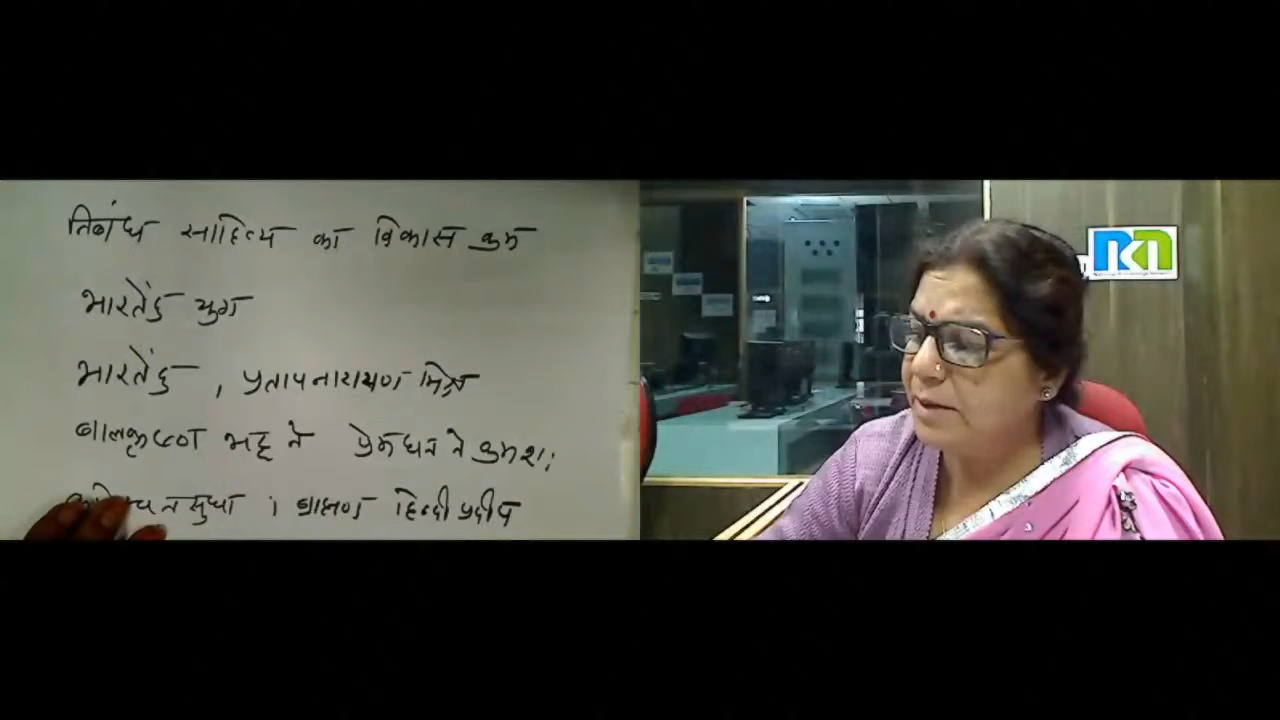 निबंध साहित्य का विकास क्रम
भारतेंदु युग
भारतेंदु , प्रतापनारायण मिश्र
बालकृष्ण भट्ट ने प्रेमघन ने क्रमशः
सुधा । ब्राह्मण हिन्दी प्रदीप